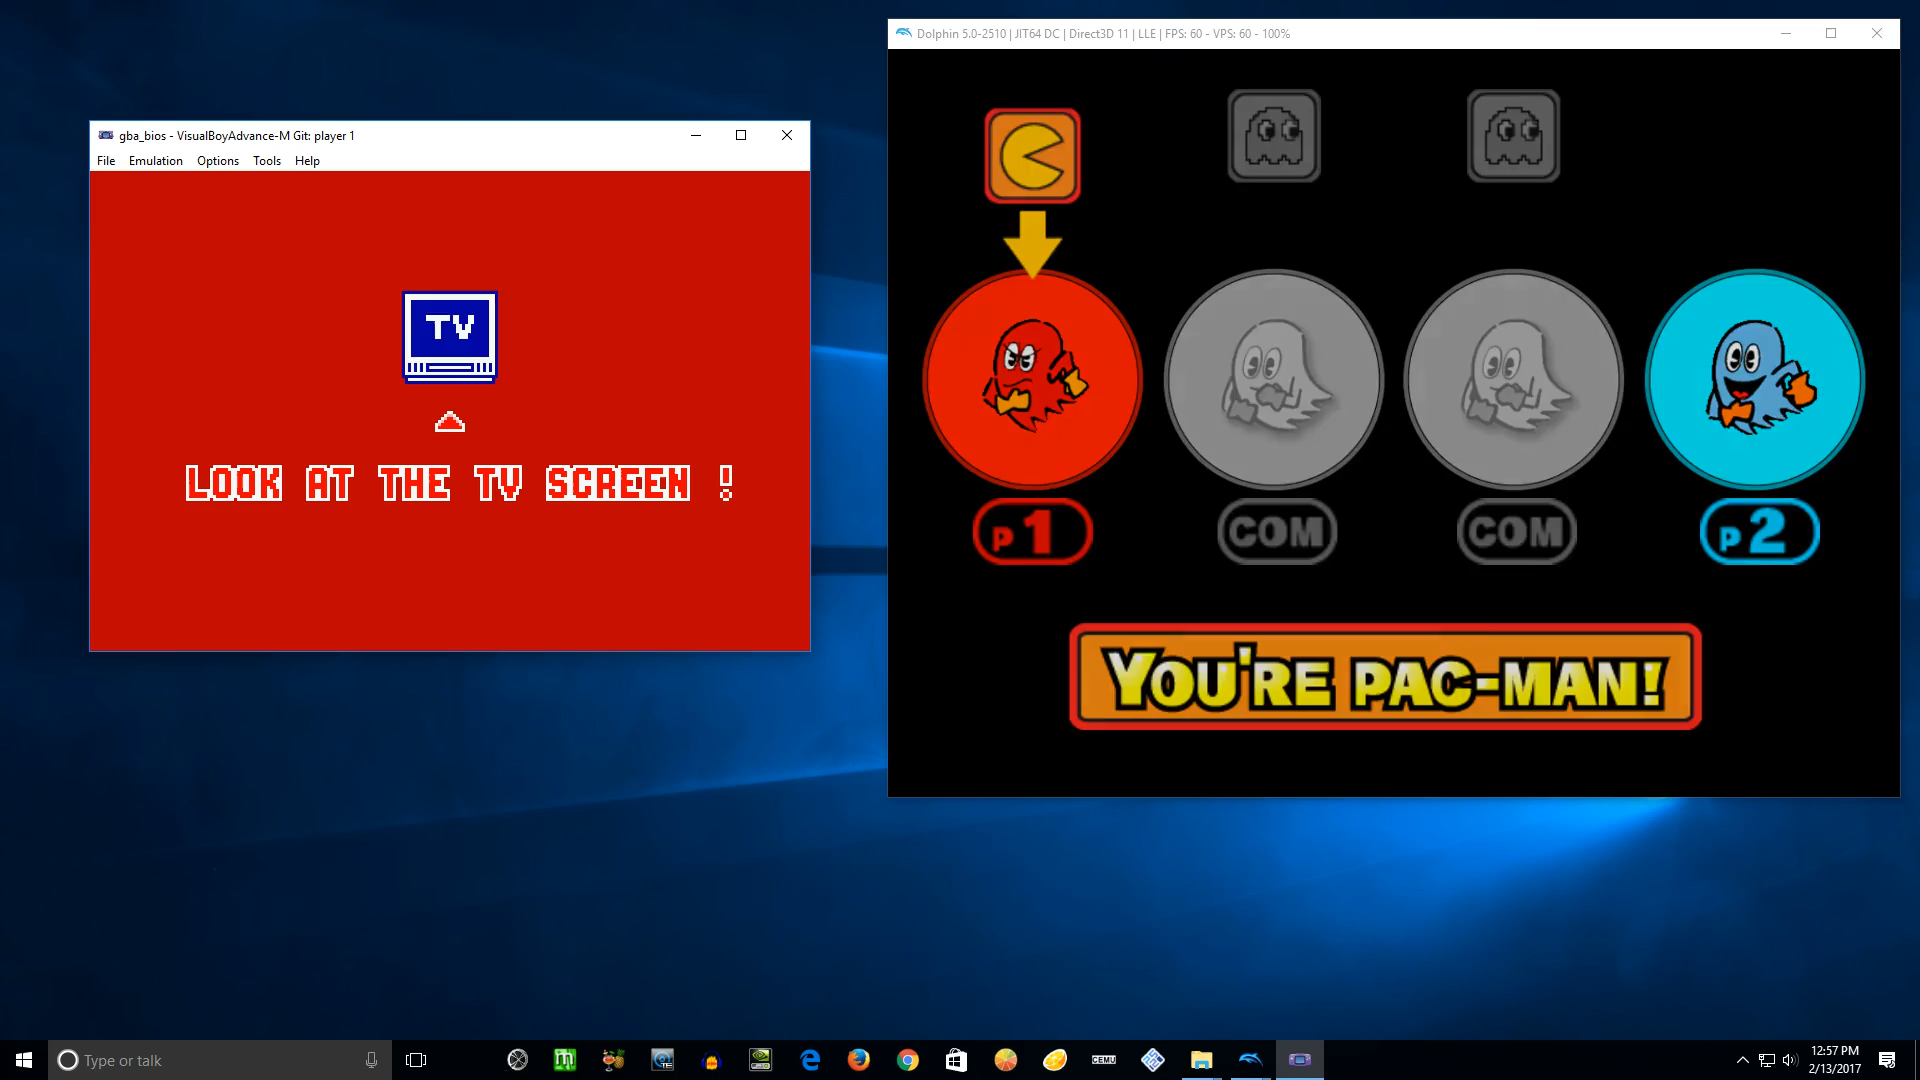 gba_bios - VisualBoyAdvance-M Git: player 1
File Emulation Options Tools Help
TV
LOOK AT THE TV SCREEN !
Dolphin 5.0-2510 | JIT64 DC | Direct3D 11 | LLE | FPS: 60 - VPS: 60 - 100%
P1 COM COM P2
YOU'RE PAC-MAN!
Type or talk
CEMU
12:57 PM
2/13/2017